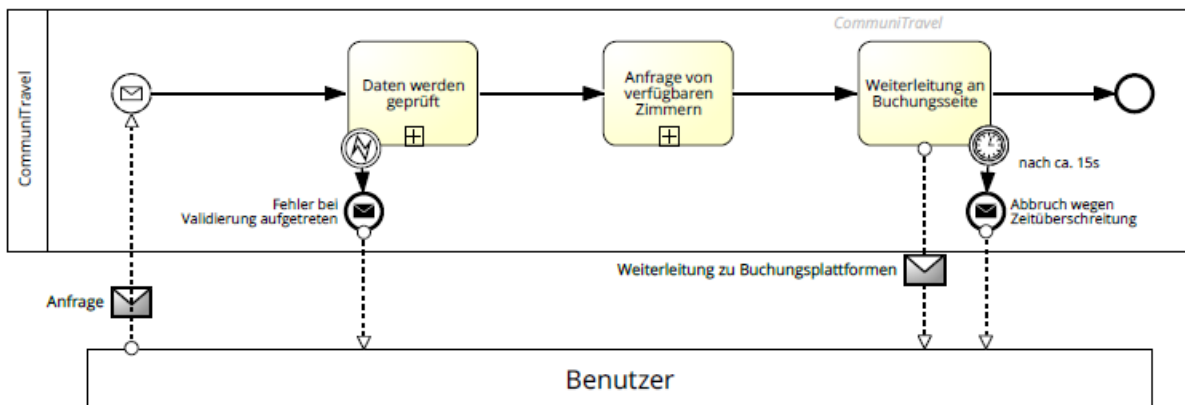 CommuniTravel
CommuniTravel
Daten werden
geprüft
Anfrage von
verfügbaren
Zimmern
Weiterleitung an
Buchungsseite
nach ca. 15s
Fehler bei
Validierung aufgetreten
Abbruch wegen
Zeitüberschreitung
Weiterleitung zu Buchungsplattformen
Anfrage
Benutzer